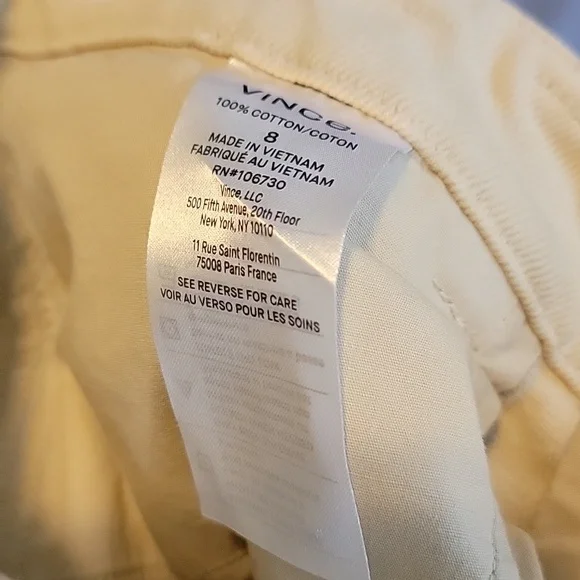 VINCE.
100% COTTON/COTON
8
MADE IN VIETNAM
FABRIQUÉ AU VIETNAM
RN#106730
Vince, LLC
500 Fifth Avenue, 20th Floor
New York, NY 10110
11 Rue Saint Florentin
75008 Paris France
SEE REVERSE FOR CARE
VOIR AU VERSO POUR LES SOINS